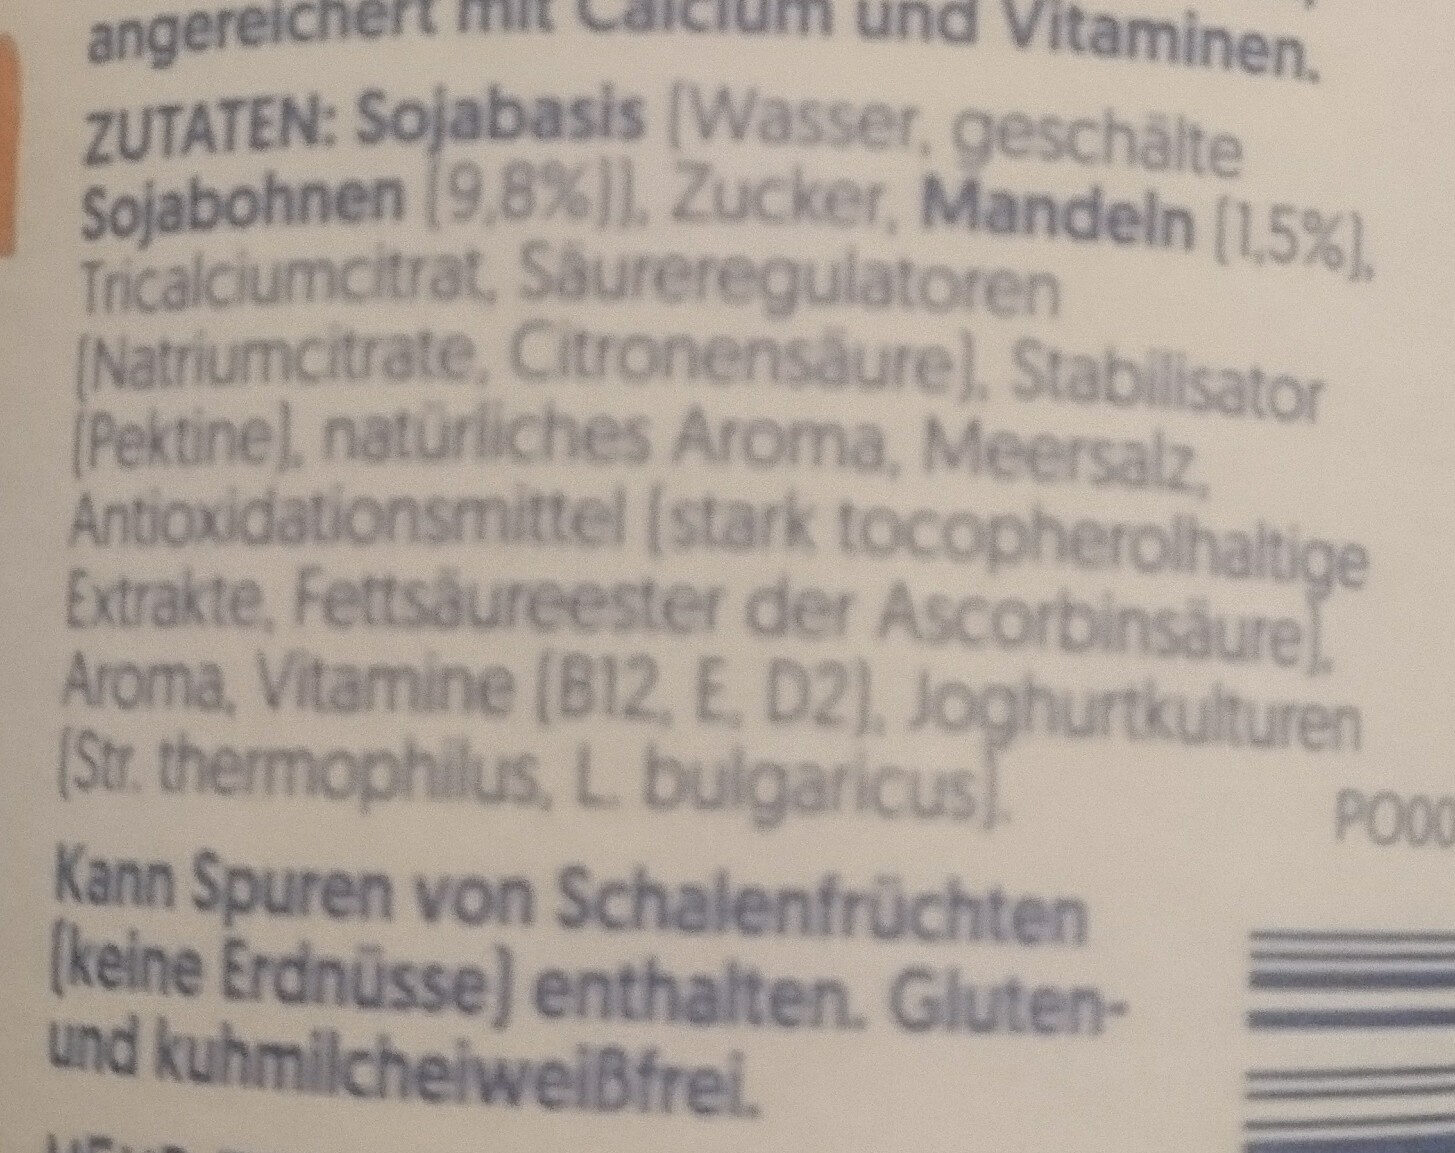 angereichert mit Calcium und Vitaminen.
ZUTATEN: Sojabasis (Wasser, geschälte
Sojabohnen (9,8%)), Zucker, Mandeln (1,5%),
Tricalciumcitrat, Säureregulatoren
(Natriumcitrate, Citronensäure), Stabilisator
(Pektine), natürliches Aroma, Meersalz,
Antioxidationsmittel (stark tocopherolhaltige
Extrakte, Fettsäureester der Ascorbinsäure),
Aroma, Vitamine (B12, E, D2), Joghurtkulturen
(Str. thermophilus, L. bulgaricus).
PO00
Kann Spuren von Schalenfrüchten
(keine Erdnüsse) enthalten. Gluten-
und kuhmilcheiweißfrei.